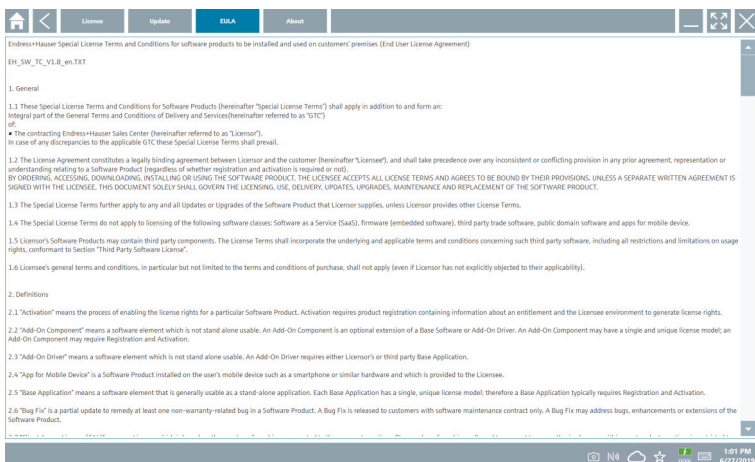 License
Update
EULA
About
Endress+Hauser Special License Terms and Conditions for software products to be installed and used on customers' premises (End User License Agreement)
EH_SW_TC_V1.8_en.TXT
1. General
1.1 These Special License Terms and Conditions for Software Products (hereinafter "Special License Terms") shall apply in addition to and form an:
Integral part of the General Terms and Conditions of Delivery and Services(hereinafter referred to as "GTC")
of:
▪ The contracting Endress+Hauser Sales Center (hereinafter referred to as "Licensor").
In case of any discrepancies to the applicable GTC these Special License Terms shall prevail.
1.2 The License Agreement constitutes a legally binding agreement between Licensor and the customer (hereinafter "Licensee"), and shall take precedence over any inconsistent or conflicting provision in any prior agreement, representation or
understanding relating to a Software Product (regardless of whether registration and activation is required or not).
BY ORDERING, ACCESSING, DOWNLOADING, INSTALLING OR USING THE SOFTWARE PRODUCT, THE LICENSEE ACCEPTS ALL LICENSE TERMS AND AGREES TO BE BOUND BY THEIR PROVISIONS, UNLESS A SEPARATE WRITTEN AGREEMENT IS
SIGNED WITH THE LICENSEE, THIS DOCUMENT SOLELY SHALL GOVERN THE LICENSING, USE, DELIVERY, UPDATES, UPGRADES, MAINTENANCE AND REPLACEMENT OF THE SOFTWARE PRODUCT.
1.3 The Special License Terms further apply to any and all Updates or Upgrades of the Software Product that Licensor supplies, unless Licensor provides other License Terms.
1.4 The Special License Terms do not apply to licensing of the following software classes: Software as a Service (SaaS), firmware (embedded software), third party trade software, public domain software and apps for mobile device.
1.5 Licensor's Software Products may contain third party components. The License Terms shall incorporate the underlying and applicable terms and conditions concerning such third party software, including all restrictions and limitations on usage
rights, conformant to Section "Third Party Software License".
1.6 Licensee's general terms and conditions, in particular but not limited to the terms and conditions of purchase, shall not apply (even if Licensor has not explicitly objected to their applicability).
2. Definitions
2.1 "Activation" means the process of enabling the license rights for a particular Software Product. Activation requires product registration containing information about an entitlement and the Licensee environment to generate license rights.
2.2 "Add-On Component" means a software element which is not stand alone usable. An Add-On Component is an optional extension of a Base Software or Add-On Driver. An Add-On Component may have a single and unique license model; an
Add-On Component may require Registration and Activation.
2.3 "Add-On Driver" means a software element which is not stand alone usable. An Add-On Driver requires either Licensor's or third party Base Application.
2.4 "App for Mobile Device" is a Software Product installed on the user's mobile device such as a smartphone or similar hardware and which is provided to the Licensee.
2.5 "Base Application" means a software element that is generally usable as a stand-alone application. Each Base Application has a single, unique license model; therefore a Base Application typically requires Registration and Activation.
2.6 "Bug Fix" is a partial update to remedy at least one non-warranty-related bug in a Software Product. A Bug Fix is released to customers with software maintenance contract only. A Bug Fix may address bugs, enhancements or extensions of the
Software Product.
1:01 PM